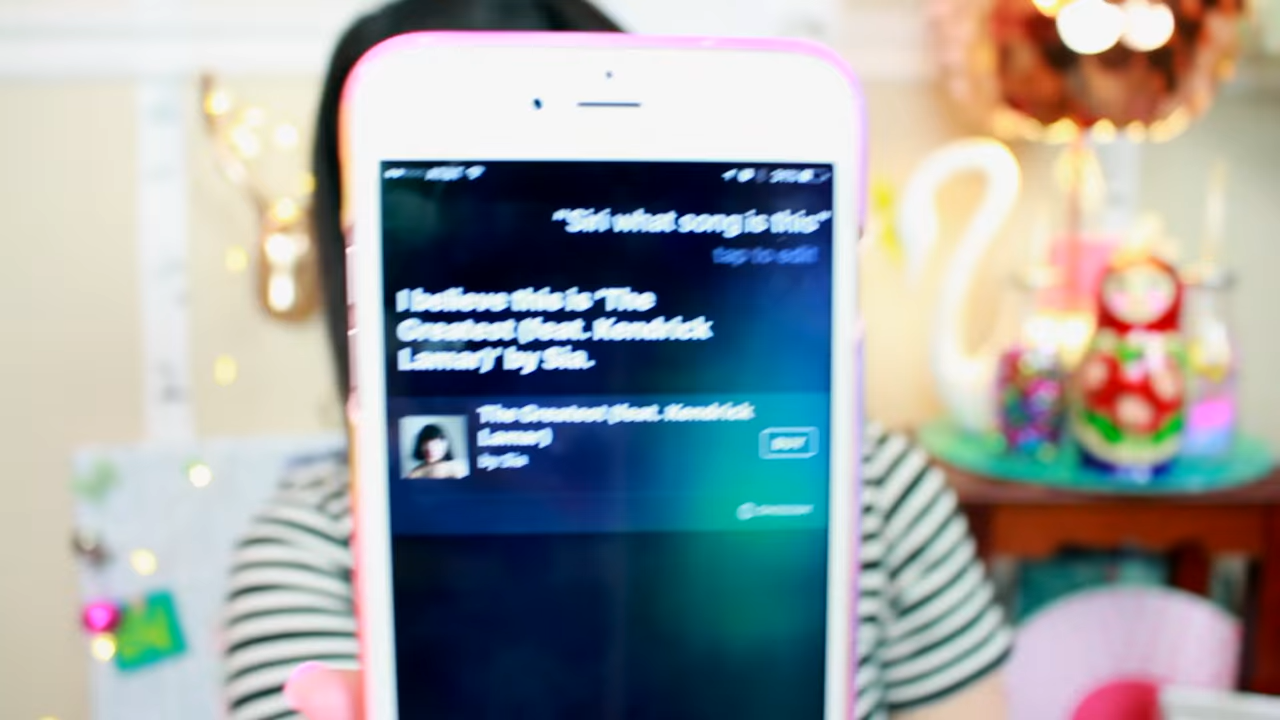 "Siri what song is this"
tap to edit
I believe this is 'The
Greatest (feat. Kendrick
Lamar)' by Sia.
The Greatest (feat. Kendrick
Lamar)
by Sia
BUY